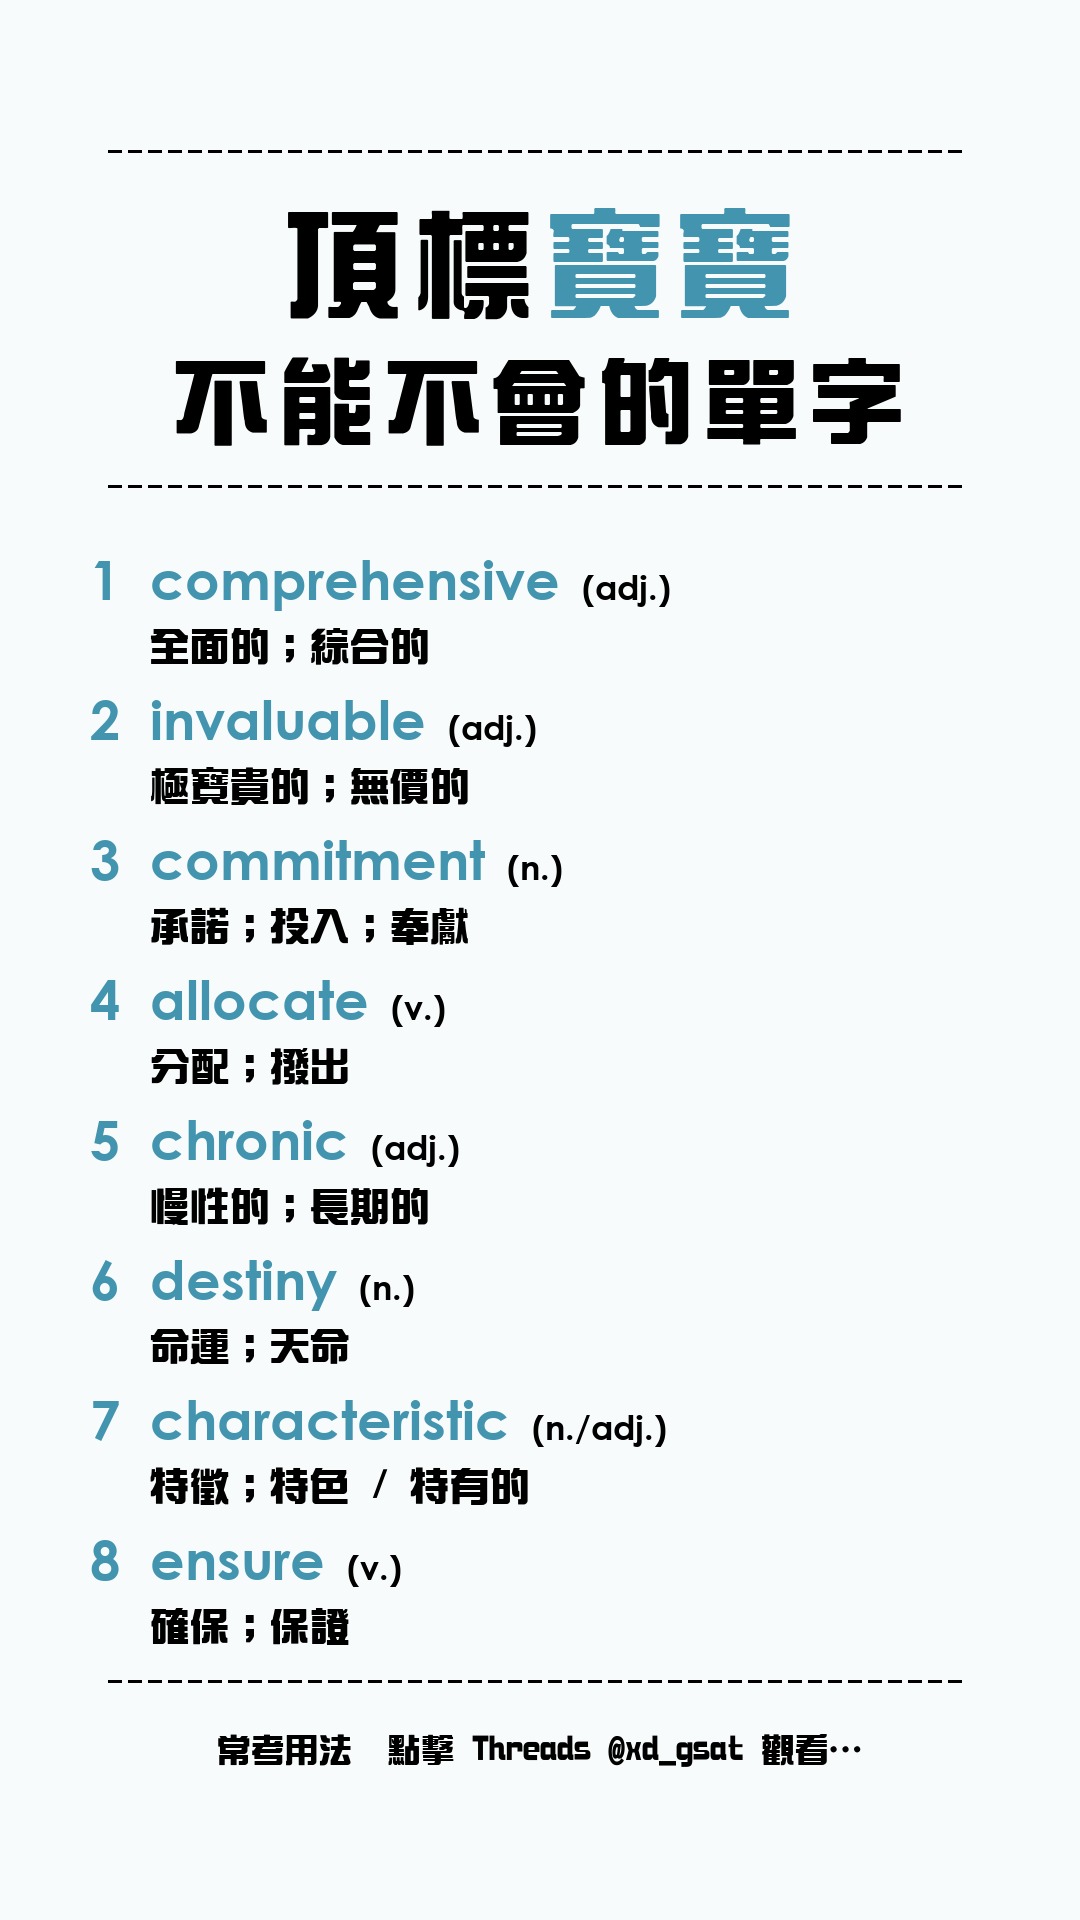 頂標寶寶
不能不會的單字
1 comprehensive (adj.)
全面的；綜合的
2 invaluable (adj.)
極寶貴的；無價的
3 commitment (n.)
承諾；投入；奉獻
4 allocate (v.)
分配；撥出
5 chronic (adj.)
慢性的；長期的
6 destiny (n.)
命運；天命
7 characteristic (n./adj.)
特徵；特色 / 特有的
8 ensure (v.)
確保；保證
常考用法　點擊 Threads @xd_gsat 觀看⋯